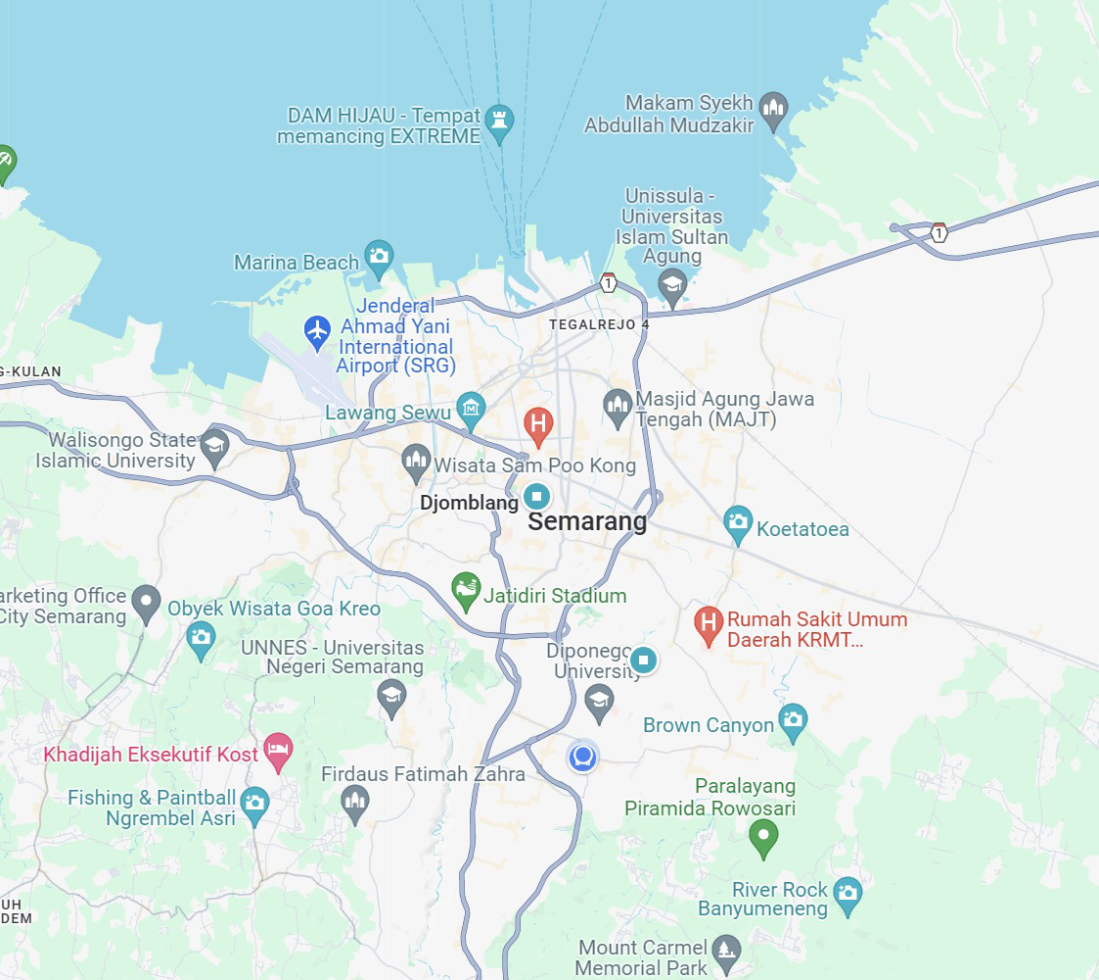 Makam Syekh
Abdullah Mudzakir
DAM HIJAU - Tempat
memancing EXTREME
Unissula -
Universitas
Islam Sultan
Agung
1
Marina Beach
1
Jenderal
Ahmad Yani
International
Airport (SRG)
TEGALREJO 4
G-KULAN
Lawang Sewu
H
Masjid Agung Jawa
Tengah (MAJT)
Walisongo State
Islamic University
Wisata Sam Poo Kong
Djomblang
Semarang
Koetatoea
arketing Office
City Semarang
Jatidiri Stadium
Obyek Wisata Goa Kreo
H
Rumah Sakit Umum
Daerah KRMT...
UNNES - Universitas
Negeri Semarang
Diponego
University
Brown Canyon
Khadijah Eksekutif Kost
Firdaus Fatimah Zahra
Fishing & Paintball
Ngrembel Asri
Paralayang
Piramida Rowosari
River Rock
Banyumeneng
UH
DEM
Mount Carmel
Memorial Park